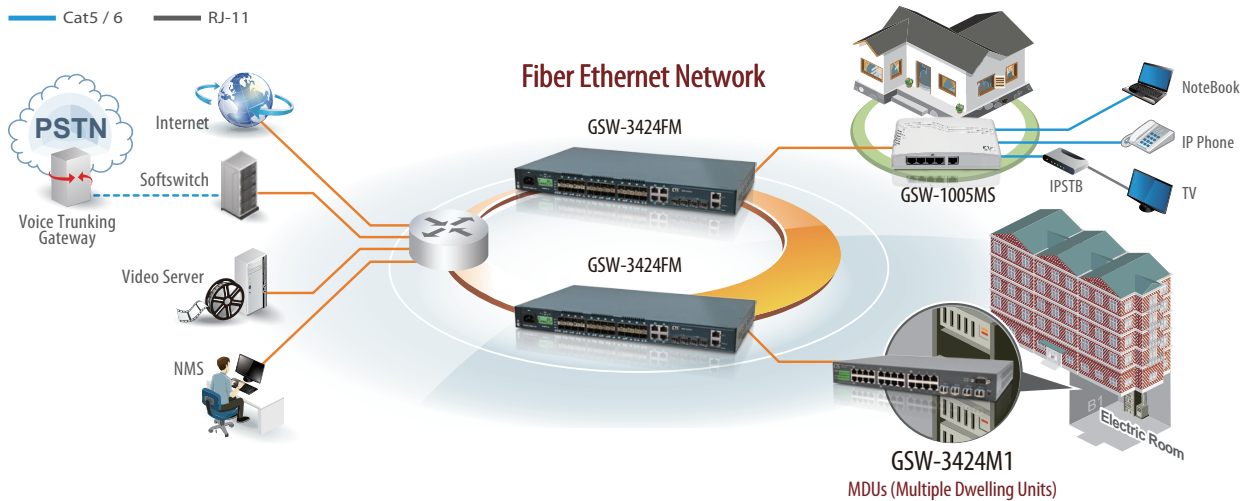 Cat5 / 6
RJ-11
Fiber Ethernet Network
PSTN
Internet
Softswitch
Voice Trunking
Gateway
Video Server
NMS
GSW-3424FM
GSW-3424FM
GSW-1005MS
NoteBook
IP Phone
IPSTB
TV
B1
Electric Room
GSW-3424M1
MDUs (Multiple Dwelling Units)